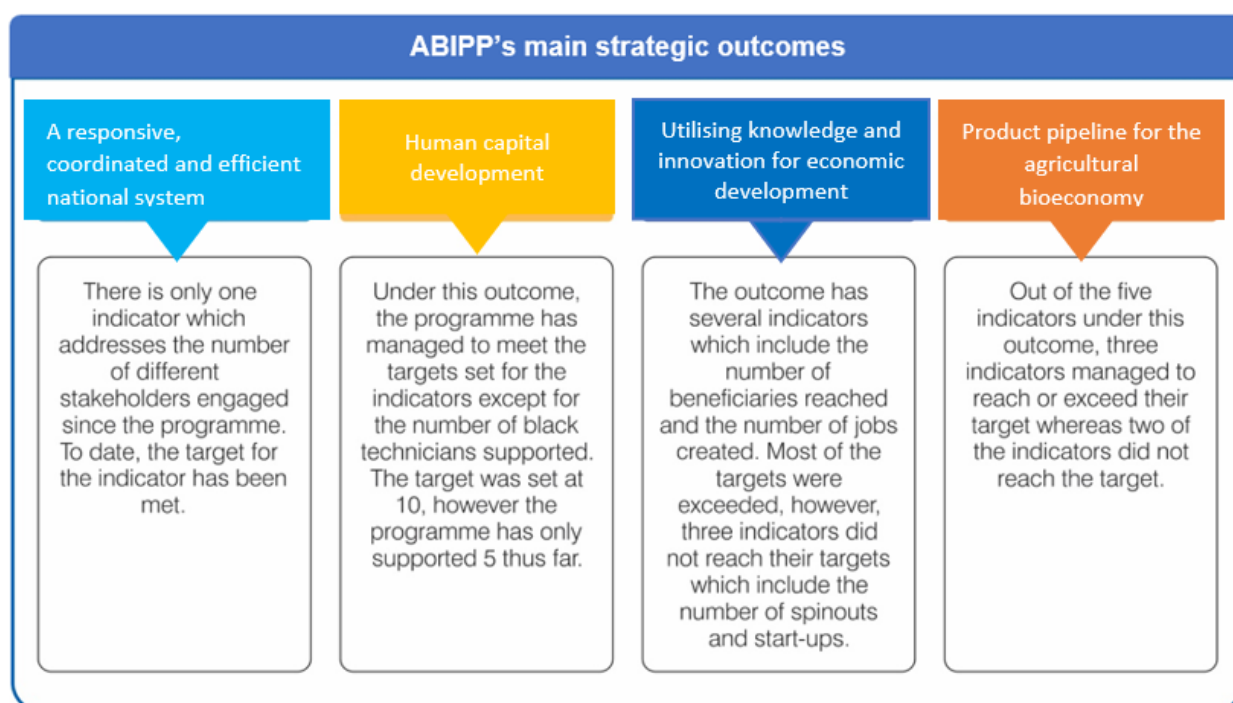 ABIPP's main strategic outcomes
A responsive,
coordinated and efficient
national system
There is only one
indicator which
addresses the number
of different
stakeholders engaged
since the programme.
To date, the target for
the indicator has been
met.
Human capital
development
Under this outcome,
the programme has
managed to meet the
targets set for the
indicators except for
the number of black
technicians supported.
The target was set at
10, however the
programme has only
supported 5 thus far.
Utilising knowledge and
innovation for economic
development
The outcome has
several indicators
which include the
number of
beneficiaries reached
and the number of jobs
created. Most of the
targets were
exceeded, however,
three indicators did
not reach their targets
which include the
number of spinouts
and start-ups.
Product pipeline for the
agricultural
bioeconomy
Out of the five
indicators under this
outcome, three
indicators managed to
reach or exceed their
target whereas two of
the indicators did not
reach the target.